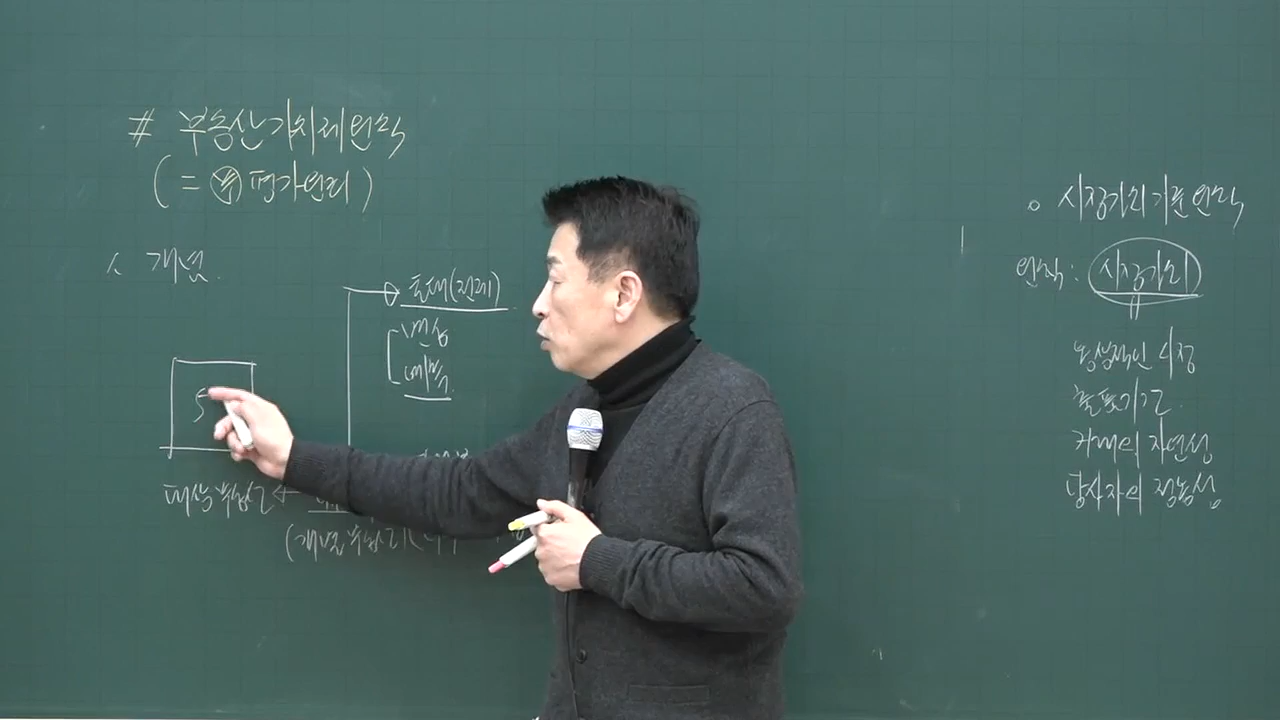 # 부동산가치제원칙
(= 부 평가원리)
1. 개념.
토대(전제)
변동
예측.
S
대상부동산 ←
(개별부동산
○ 시장가치기준원칙
원칙 : 시장가치
통상적인 시장
출품기간.
거래의 자연성
당사자의 정통성